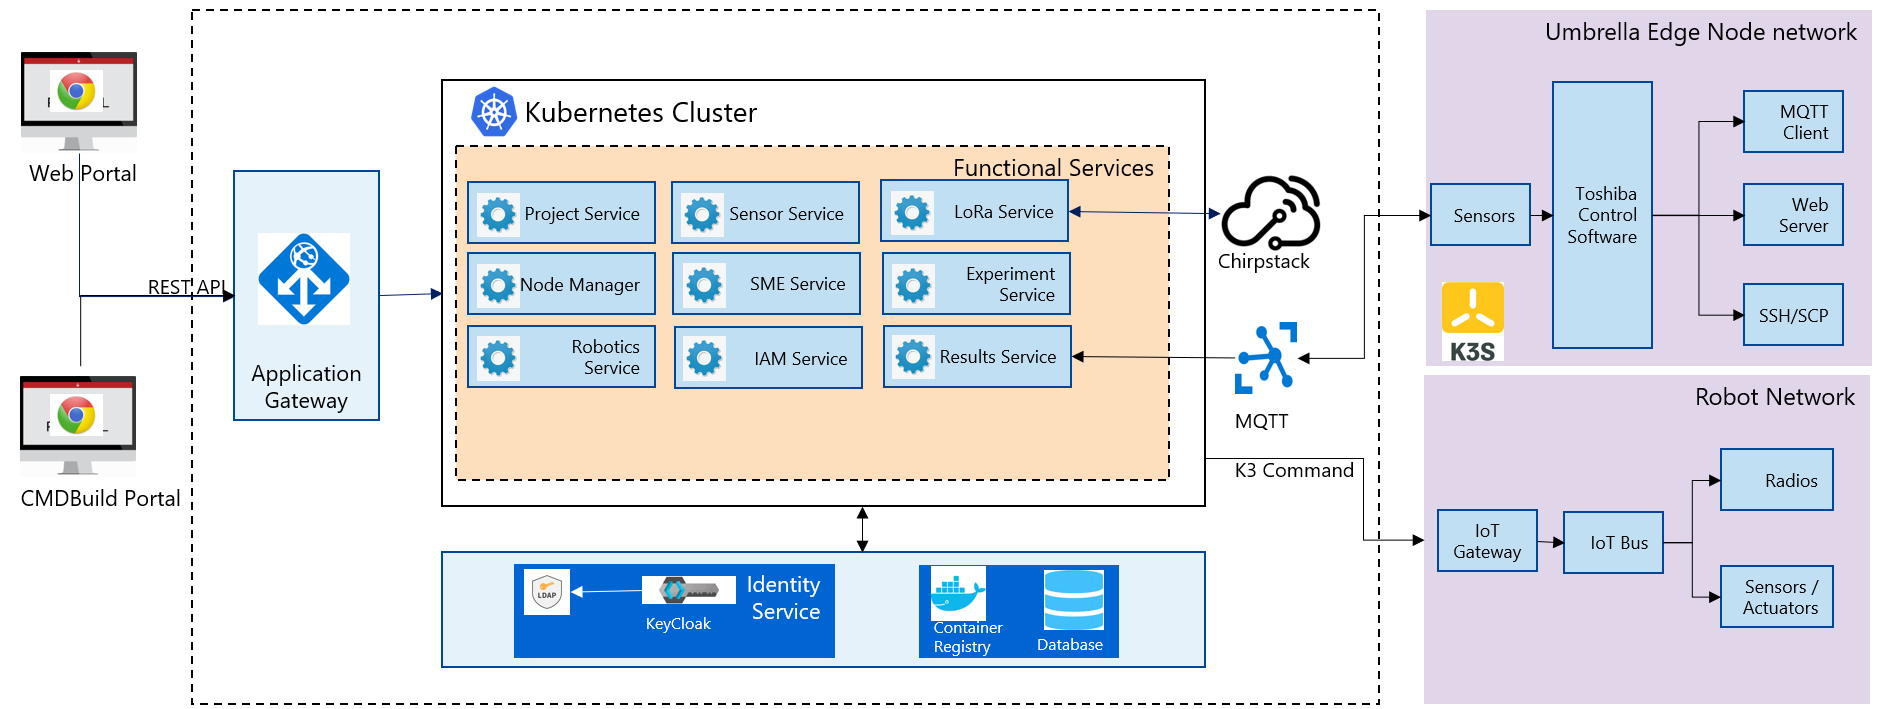 Web Portal
CMDBuild Portal
REST API
Application
Gateway
Kubernetes Cluster
Functional Services
Project Service
Sensor Service
LoRa Service
Node Manager
SME Service
Experiment
Service
Robotics
Service
IAM Service
Results Service
Chirpstack
MQTT
K3 Command
LDAP
KeyCloak
Identity
Service
Container
Registry
Database
Umbrella Edge Node network
Sensors
Toshiba
Control
Software
MQTT
Client
Web
Server
SSH/SCP
K3S
Robot Network
IoT
Gateway
IoT Bus
Radios
Sensors /
Actuators